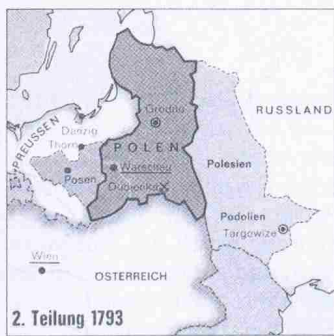 Grodno
RUSSLAND
PREUSSEN
Danzig
Thorn
POLEN
Warschau
Polesien
Posen
Dubienka
Podolien
Targowize
Wien
ÖSTERREICH
2. Teilung 1793